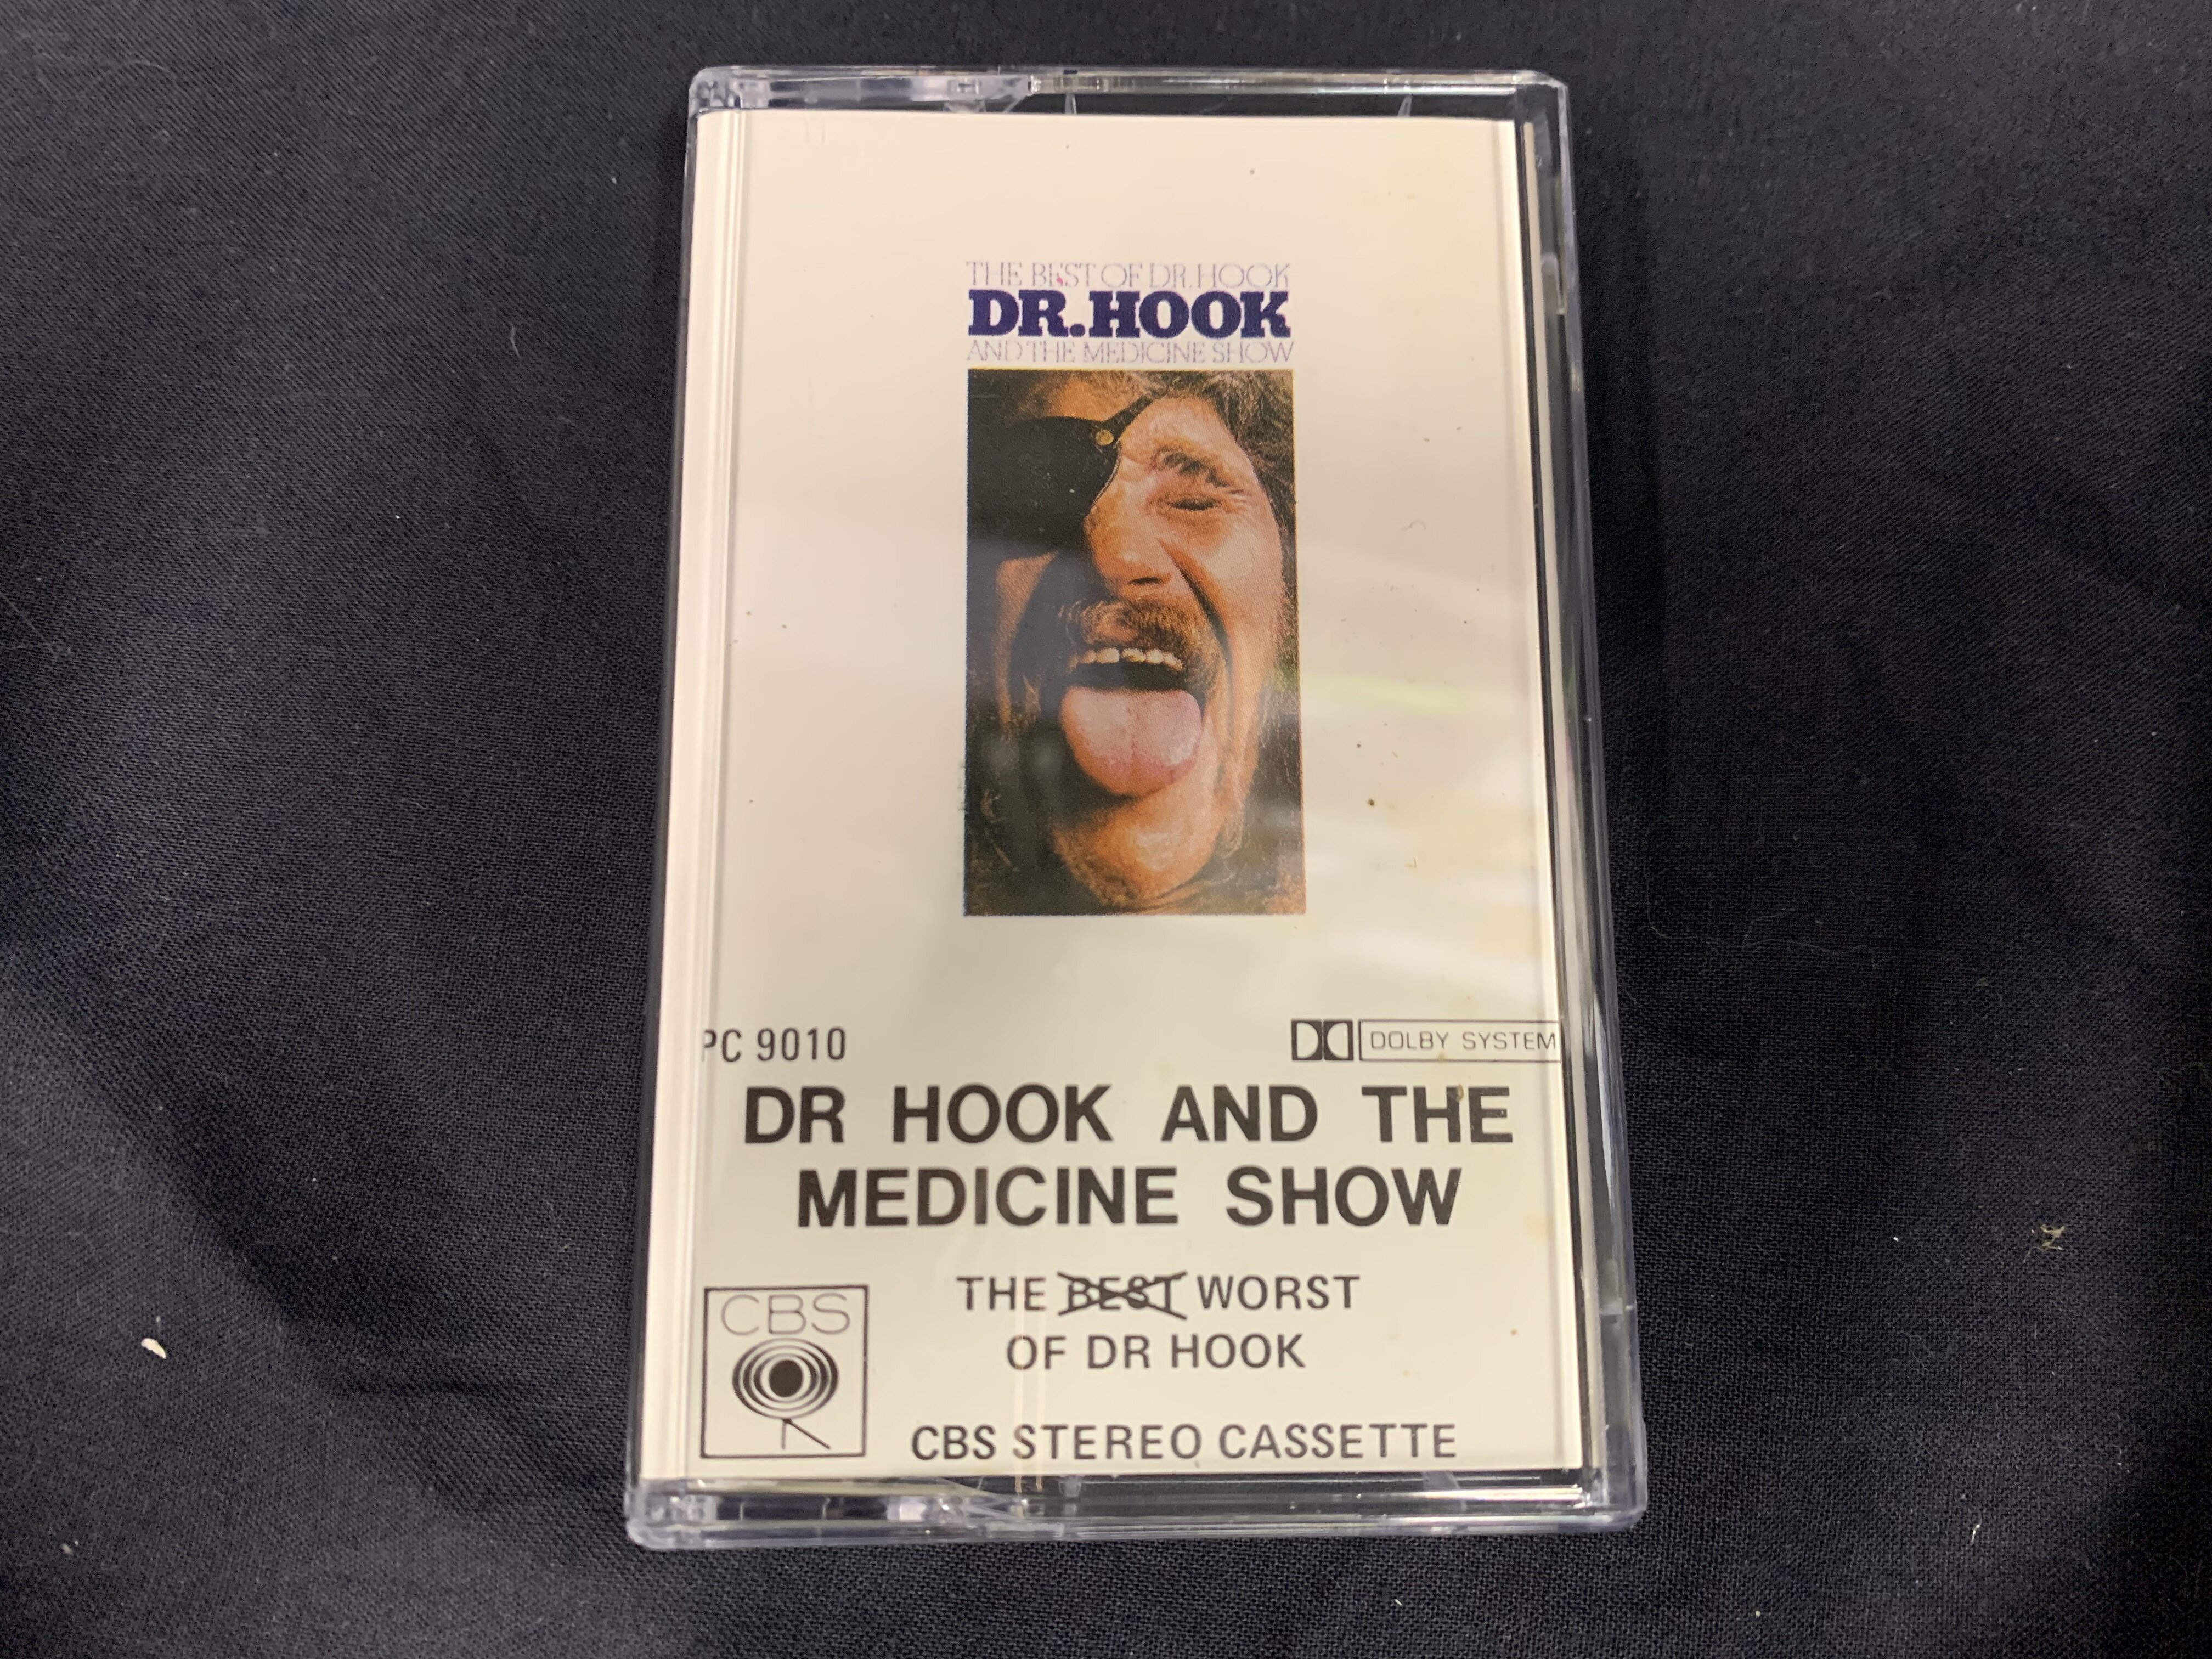 THE BEST OF DR. HOOK
DR. HOOK
AND THE MEDICINE SHOW
PC 9010
DOLBY SYSTEM
DR HOOK AND THE
MEDICINE SHOW
THE BEST WORST
OF DR HOOK
CBS
CBS STEREO CASSETTE